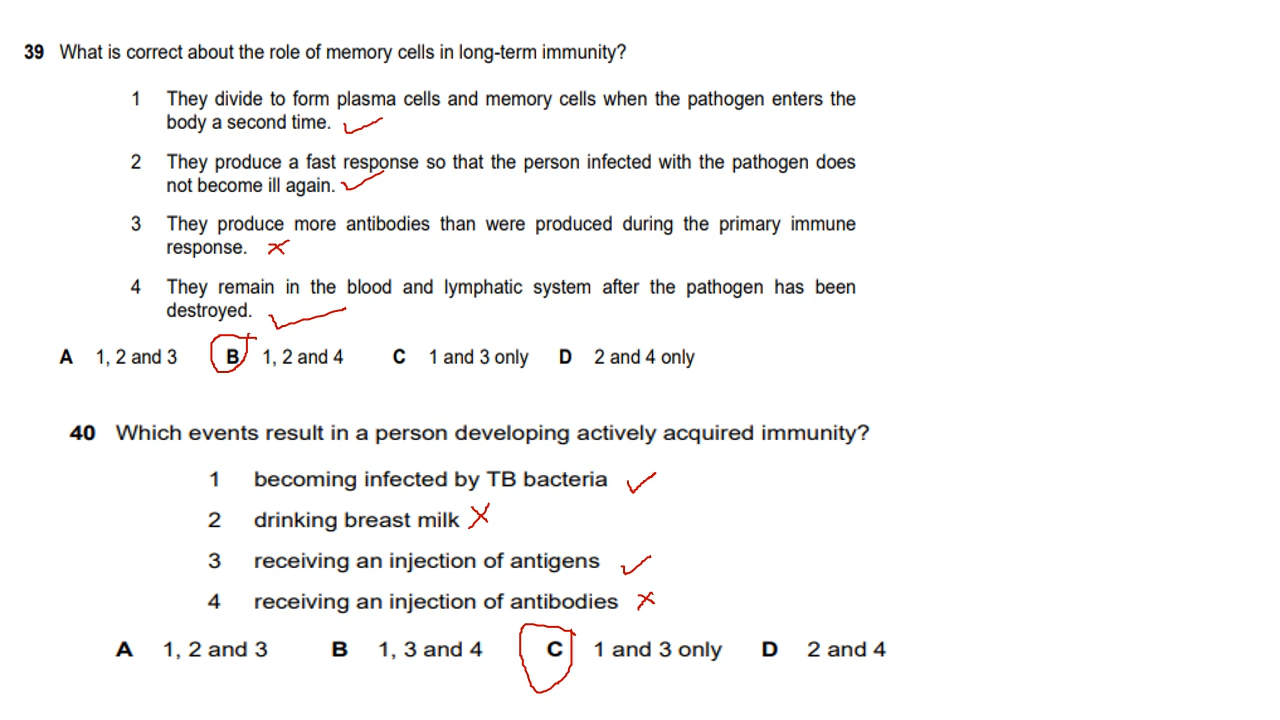 39 What is correct about the role of memory cells in long-term immunity?
1 They divide to form plasma cells and memory cells when the pathogen enters the
body a second time.
2 They produce a fast response so that the person infected with the pathogen does
not become ill again.
3 They produce more antibodies than were produced during the primary immune
response.
4 They remain in the blood and lymphatic system after the pathogen has been
destroyed.
A 1, 2 and 3 B 1, 2 and 4 C 1 and 3 only D 2 and 4 only
40 Which events result in a person developing actively acquired immunity?
1 becoming infected by TB bacteria
2 drinking breast milk
3 receiving an injection of antigens
4 receiving an injection of antibodies
A 1, 2 and 3 B 1, 3 and 4 C 1 and 3 only D 2 and 4